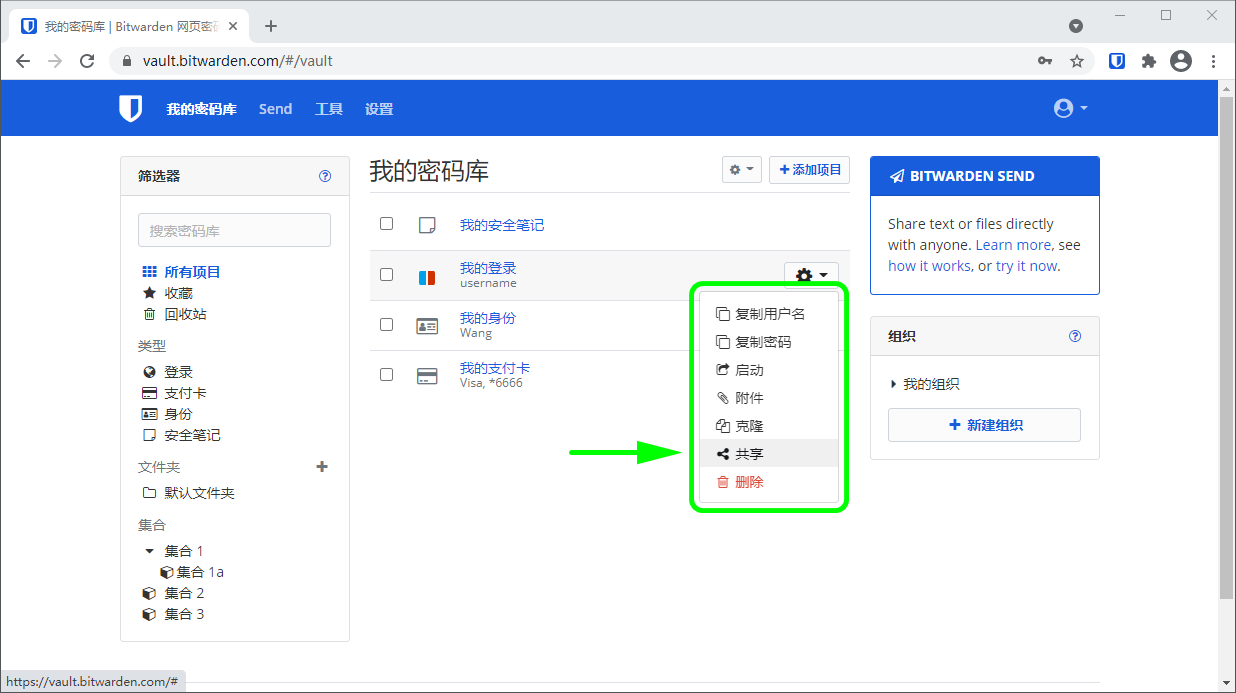 我的密码库 | Bitwarden 网页密
vault.bitwarden.com/#/vault
我的密码库 Send 工具 设置
筛选器
搜索密码库
所有项目
收藏
回收站
类型
登录
支付卡
身份
安全笔记
文件夹
默认文件夹
集合
集合 1
集合 1a
集合 2
集合 3
我的密码库
添加项目
我的安全笔记
我的登录
username
我的身份
Wang
我的支付卡
Visa, *6666
复制用户名
复制密码
启动
附件
克隆
共享
删除
BITWARDEN SEND
Share text or files directly
with anyone. Learn more, see
how it works, or try it now.
组织
我的组织
新建组织
https://vault.bitwarden.com/#